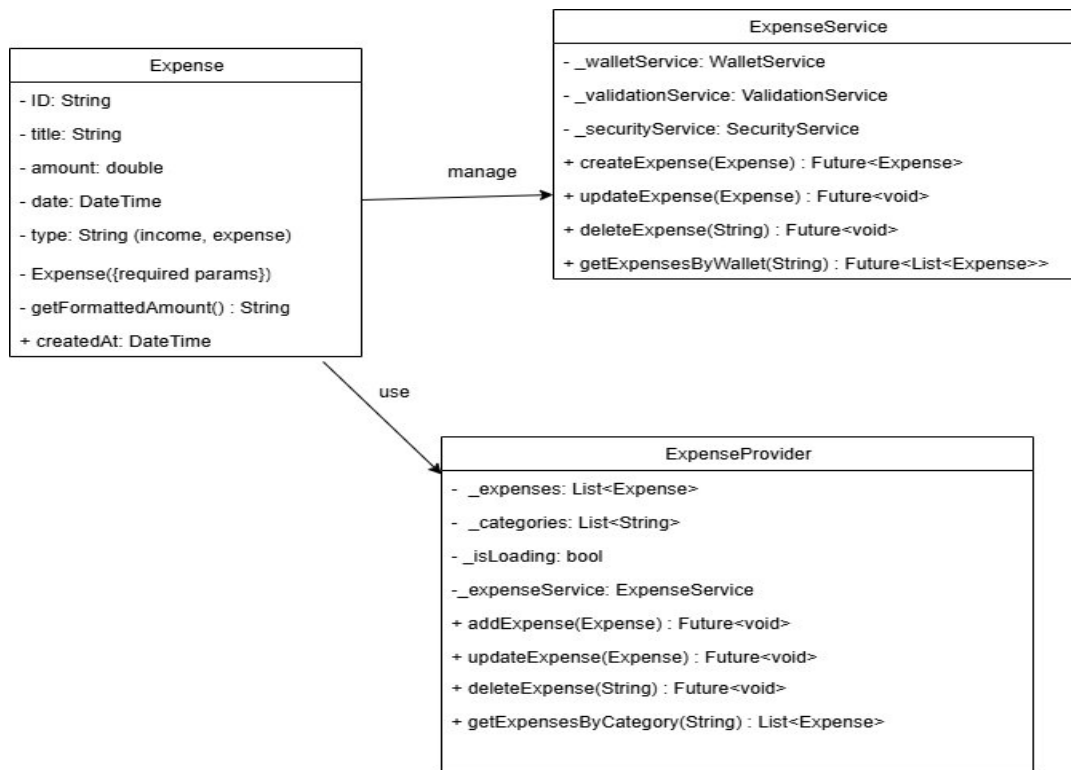 Expense
- ID: String
- title: String
- amount: double
- date: DateTime
- type: String (income, expense)
- Expense({required params})
- getFormattedAmount() : String
+ createdAt: DateTime
manage
ExpenseService
- _walletService: WalletService
- _validationService: ValidationService
- _securityService: SecurityService
+ createExpense(Expense) : Future<Expense>
+ updateExpense(Expense) : Future<void>
+ deleteExpense(String) : Future<void>
+ getExpensesByWallet(String) : Future<List<Expense>>
use
ExpenseProvider
- _expenses: List<Expense>
- _categories: List<String>
- _isLoading: bool
-_expenseService: ExpenseService
+ addExpense(Expense) : Future<void>
+ updateExpense(Expense) : Future<void>
+ deleteExpense(String) : Future<void>
+ getExpensesByCategory(String) : List<Expense>